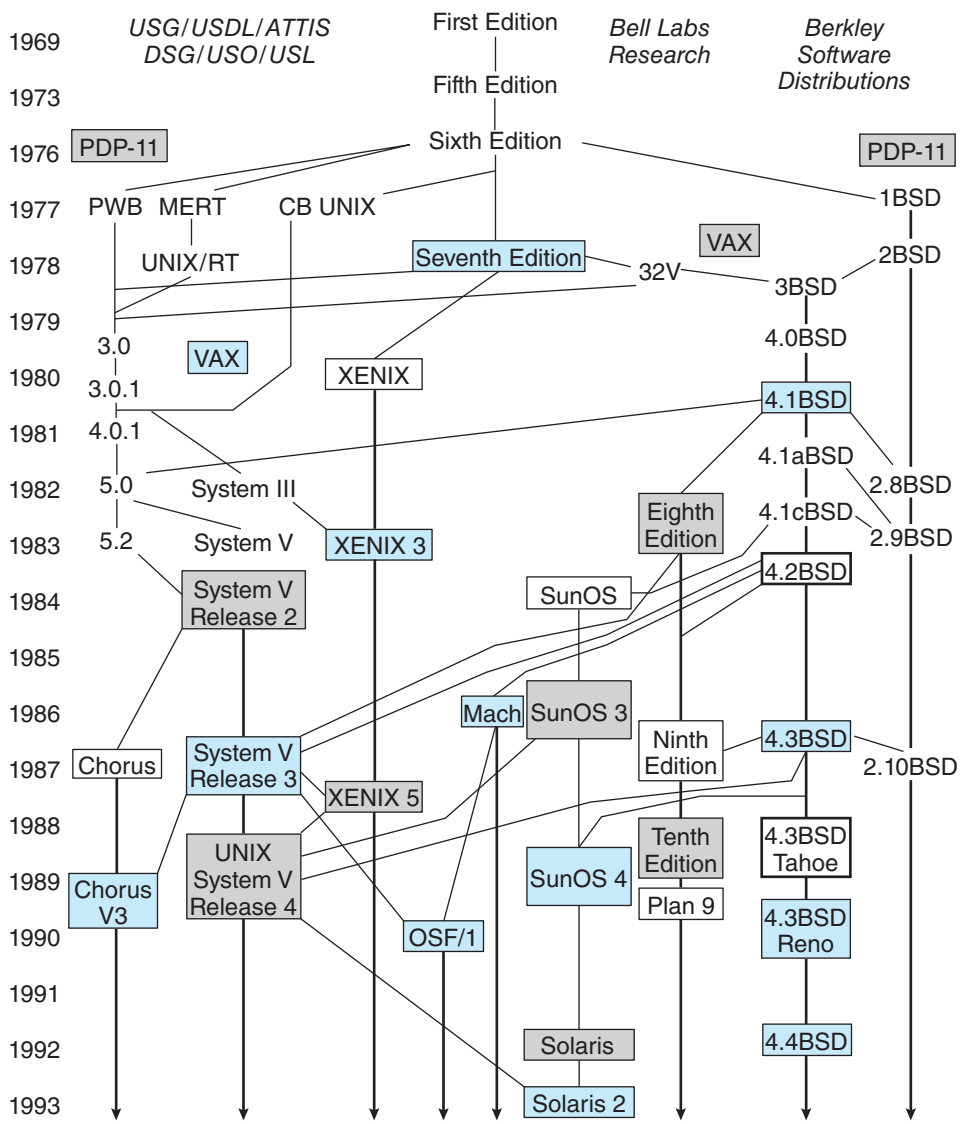 First Edition
USG/USDL/ATTIS
DSG/USO/USL
Bell Labs
Research
Berkley
Software
Distributions
1969
Fifth Edition
1973
Sixth Edition
1976
PDP-11
PDP-11
1977
PWB
MERT
CB UNIX
1BSD
VAX
1978
UNIX/RT
Seventh Edition
32V
2BSD
3BSD
1979
3.0
VAX
4.0BSD
1980
3.0.1
XENIX
4.1BSD
1981
4.0.1
4.1aBSD
1982
5.0
System III
2.8BSD
Eighth
Edition
4.1cBSD
1983
5.2
System V
XENIX 3
2.9BSD
4.2BSD
1984
System V
Release 2
SunOS
1985
1986
Mach
SunOS 3
Ninth
Edition
4.3BSD
1987
Chorus
System V
Release 3
2.10BSD
XENIX 5
1988
UNIX
System V
Release 4
Tenth
Edition
4.3BSD
Tahoe
1989
Chorus
V3
SunOS 4
Plan 9
4.3BSD
Reno
1990
OSF/1
1991
1992
Solaris
4.4BSD
1993
Solaris 2